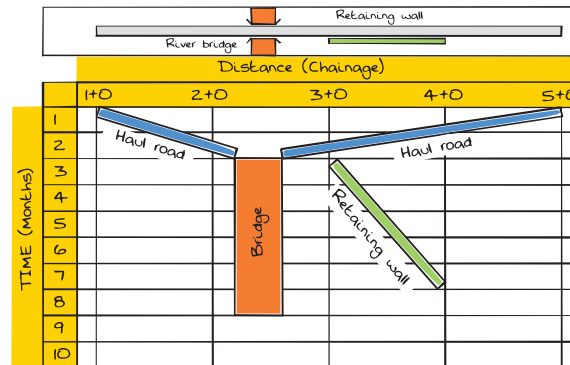 Retaining wall
River bridge
Distance (Chainage)
1+0 2+0 3+0 4+0 5+0
TIME (Months)
1
2
3
4
5
6
7
8
9
10
Haul road
Haul road
Bridge
Retaining wall